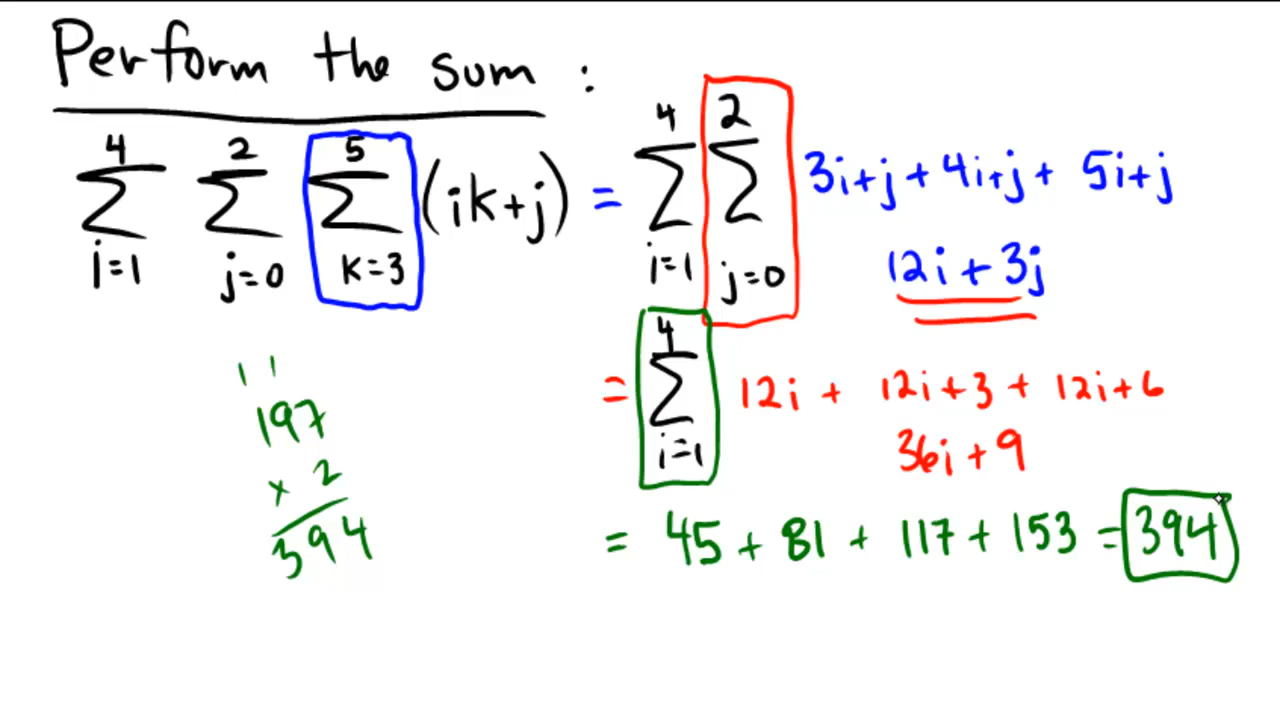 Perform the sum :
4 2 5
∑ ∑ ∑ (ik+j) =
i=1 j=0 k=3
4 2
∑ ∑ 3i+j + 4i+j + 5i+j
i=1 j=0
12i + 3j
4
= ∑ 12i + 12i+3 + 12i+6
i=1
36i + 9
= 45 + 81 + 117 + 153 = 394
1 1
197
x 2
394